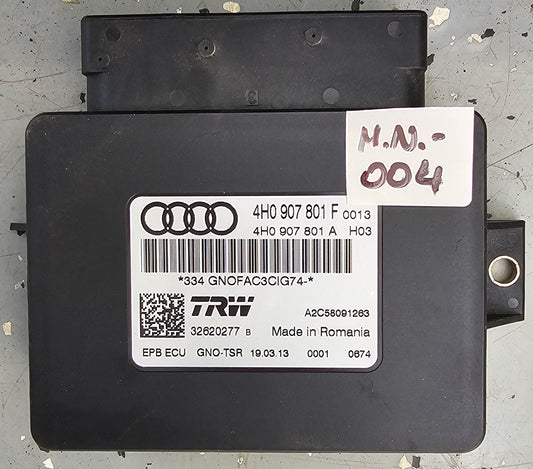 M.N.-
004
4H0 907 801 F 0013
4H0 907 801 A H03
*334 GNOFAC3CIG74-*
TRW
A2C58091263
32620277 B Made in Romania
EPB ECU GNO-TSR 19.03.13 0001 0674